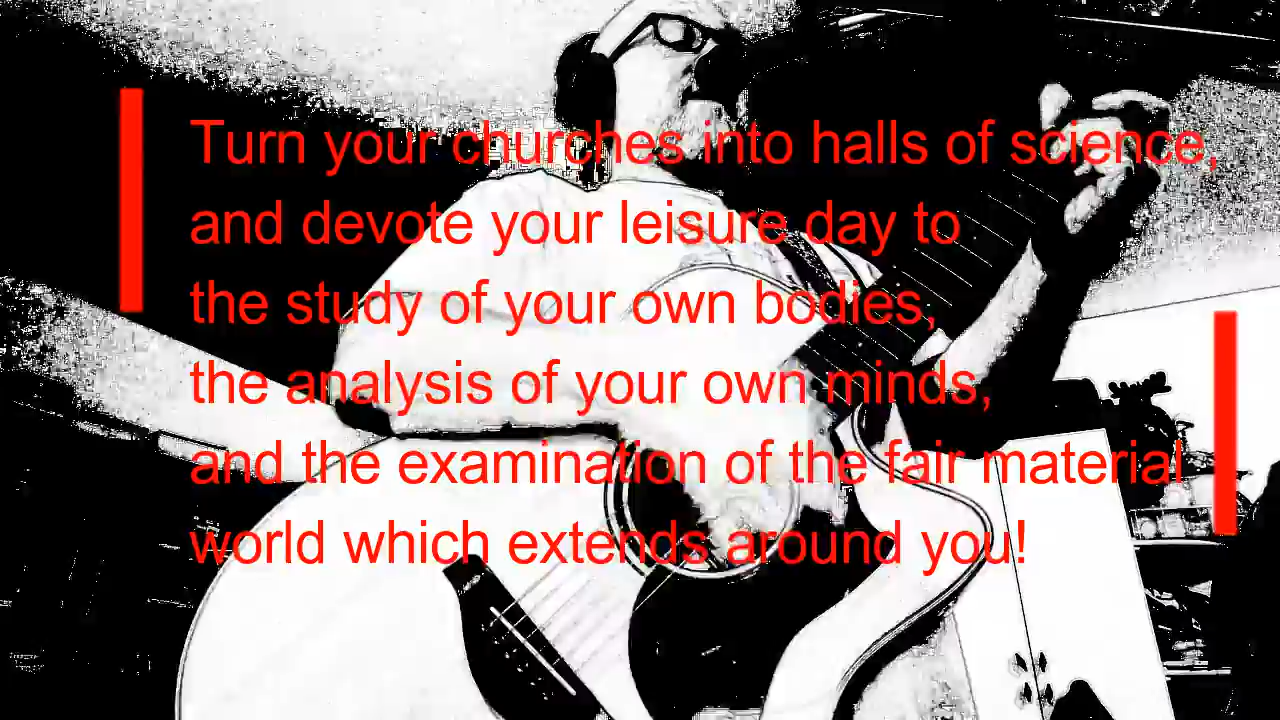 Turn your churches into halls of science,
and devote your leisure day to
the study of your own bodies,
the analysis of your own minds,
and the examination of the fair material
world which extends around you!